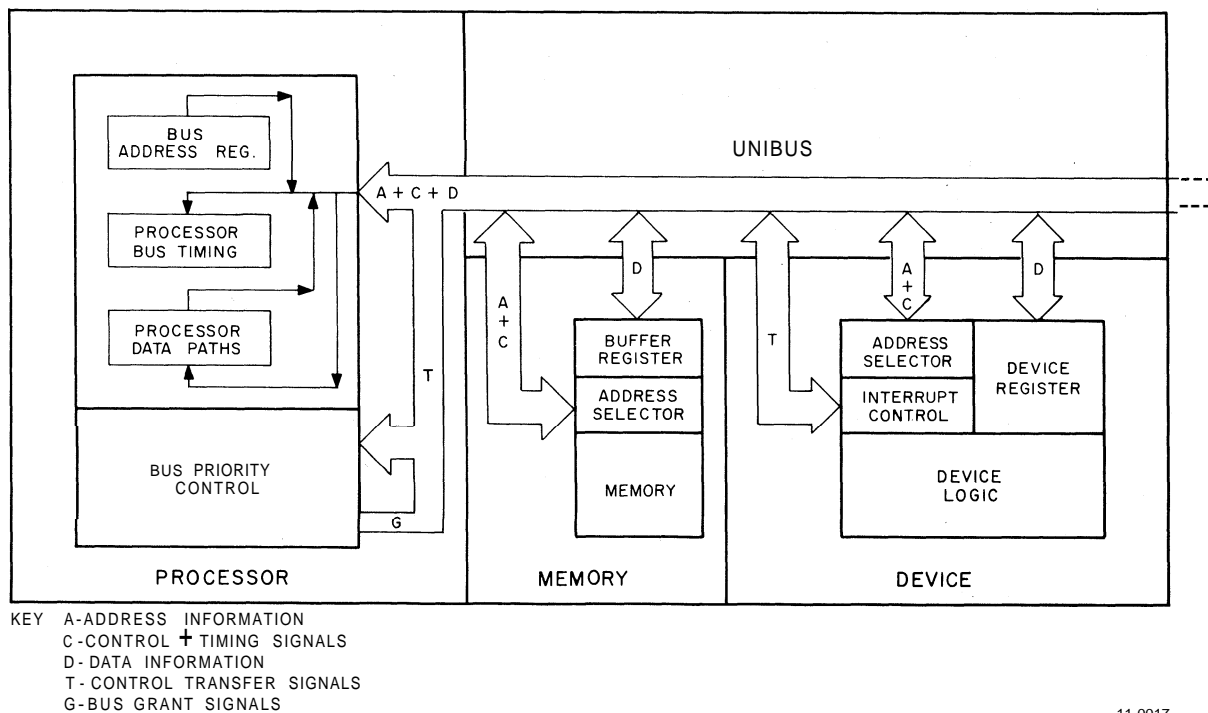 BUS
ADDRESS REG.
PROCESSOR
BUS TIMING
PROCESSOR
DATA PATHS
BUS PRIORITY
CONTROL
PROCESSOR
A + C + D
T
G
UNIBUS
A
+
C
D
BUFFER
REGISTER
ADDRESS
SELECTOR
MEMORY
MEMORY
T
A
+
C
D
ADDRESS
SELECTOR
INTERRUPT
CONTROL
DEVICE
REGISTER
DEVICE
LOGIC
DEVICE
KEY A-ADDRESS INFORMATION
C-CONTROL + TIMING SIGNALS
D-DATA INFORMATION
T-CONTROL TRANSFER SIGNALS
G-BUS GRANT SIGNALS
11-0017